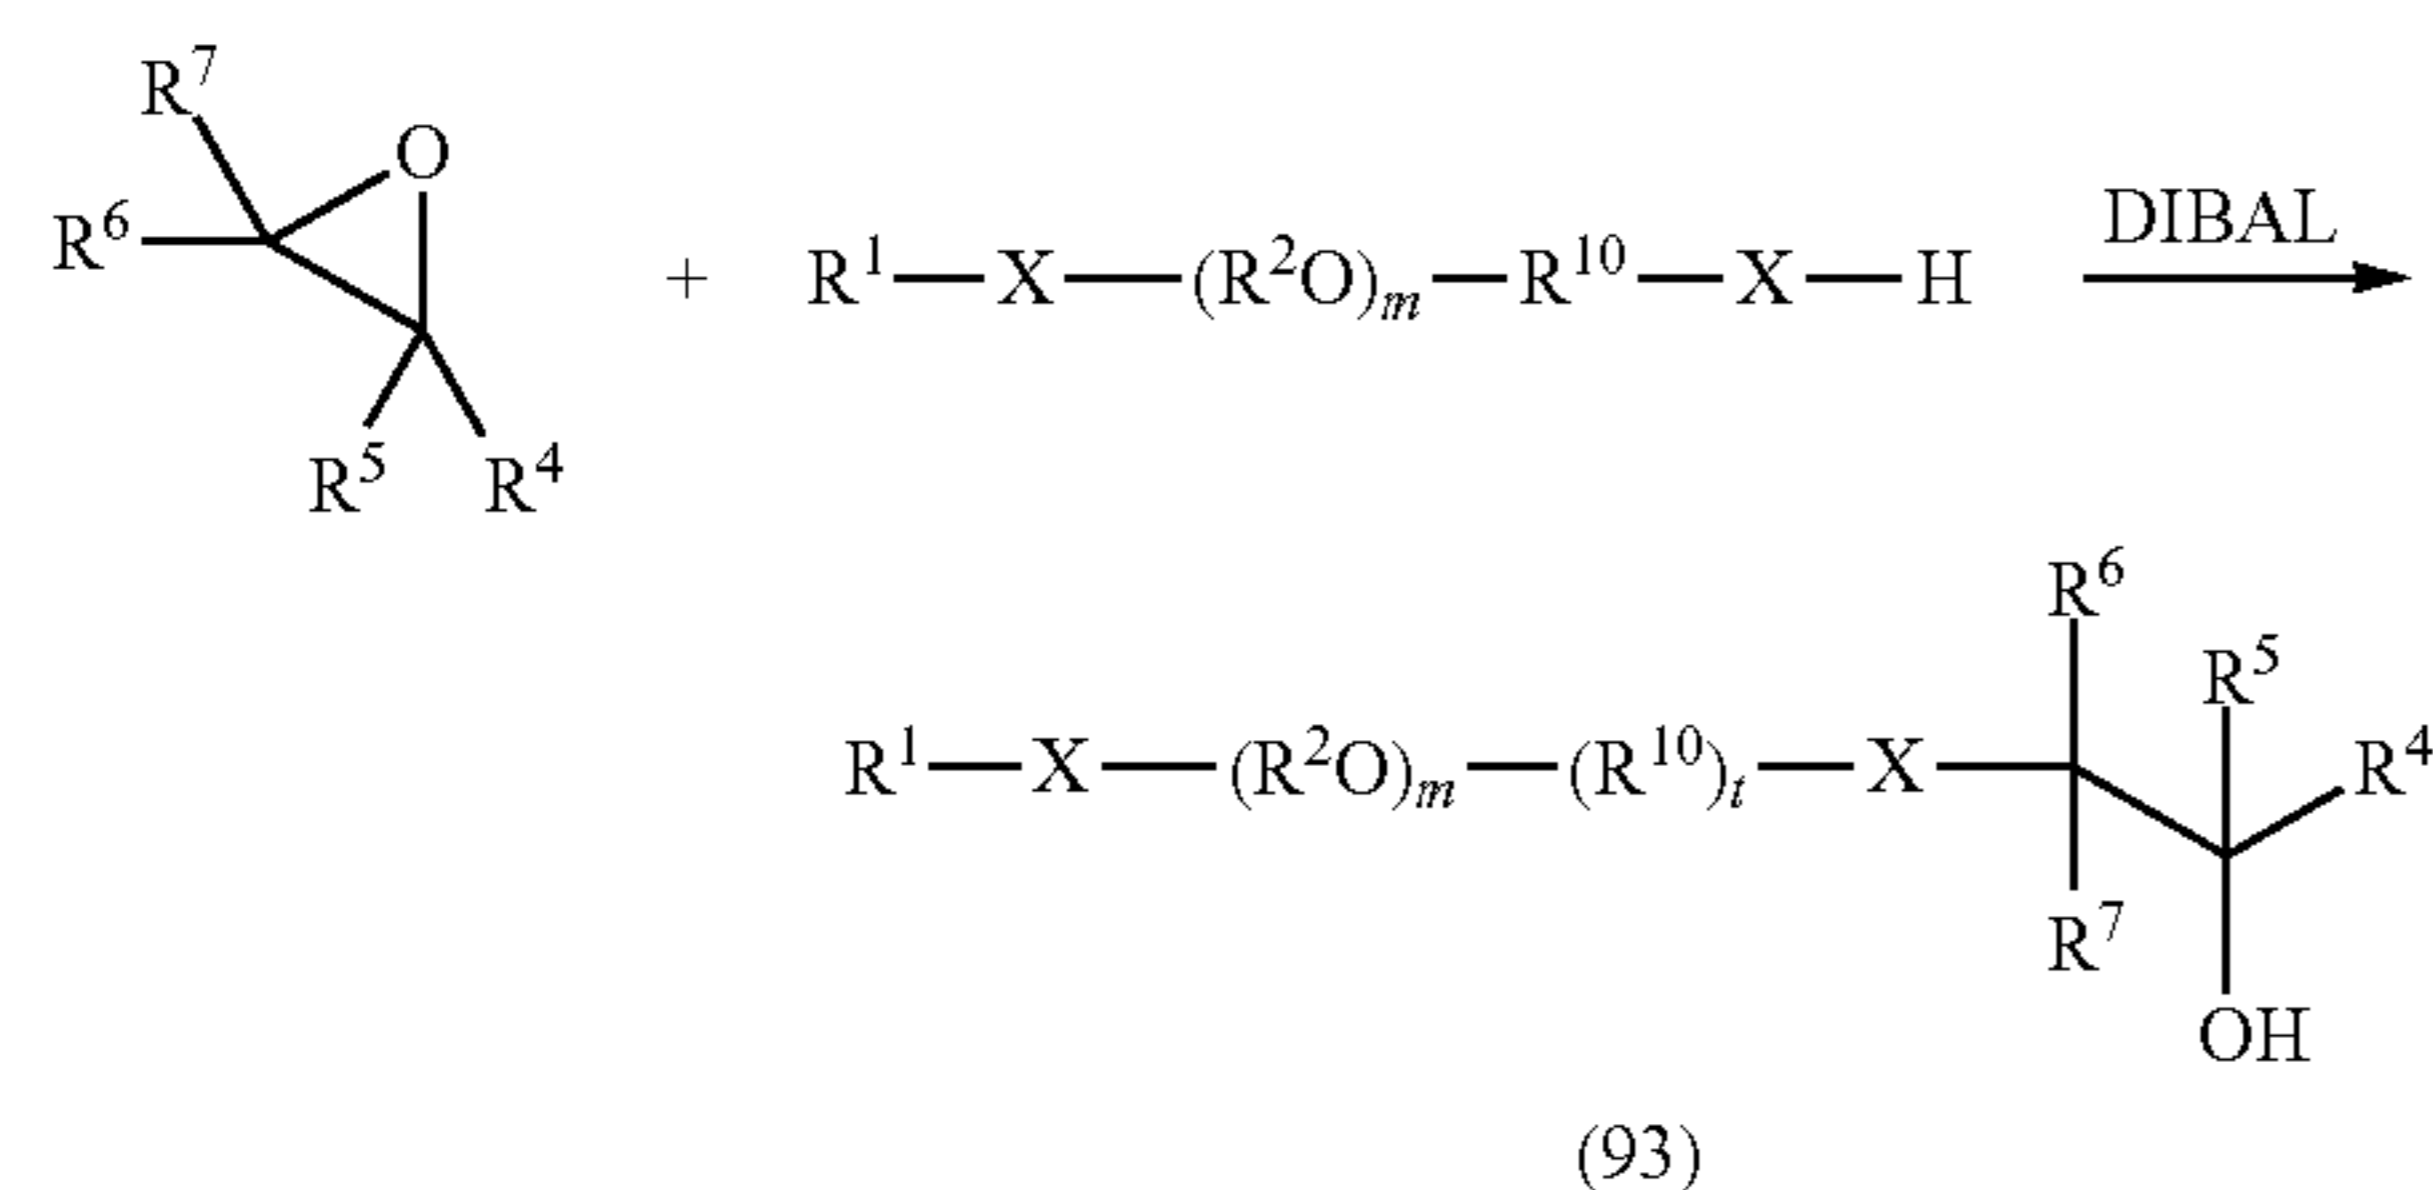 R⁷
O
R⁶
+ R¹—X—(R²O)ₘ—R¹⁰—X—H DIBAL
R⁵ R⁴
R⁶
R⁵
R¹—X—(R²O)ₘ—(R¹⁰)ₜ—X R⁴
R⁷
OH
(93)